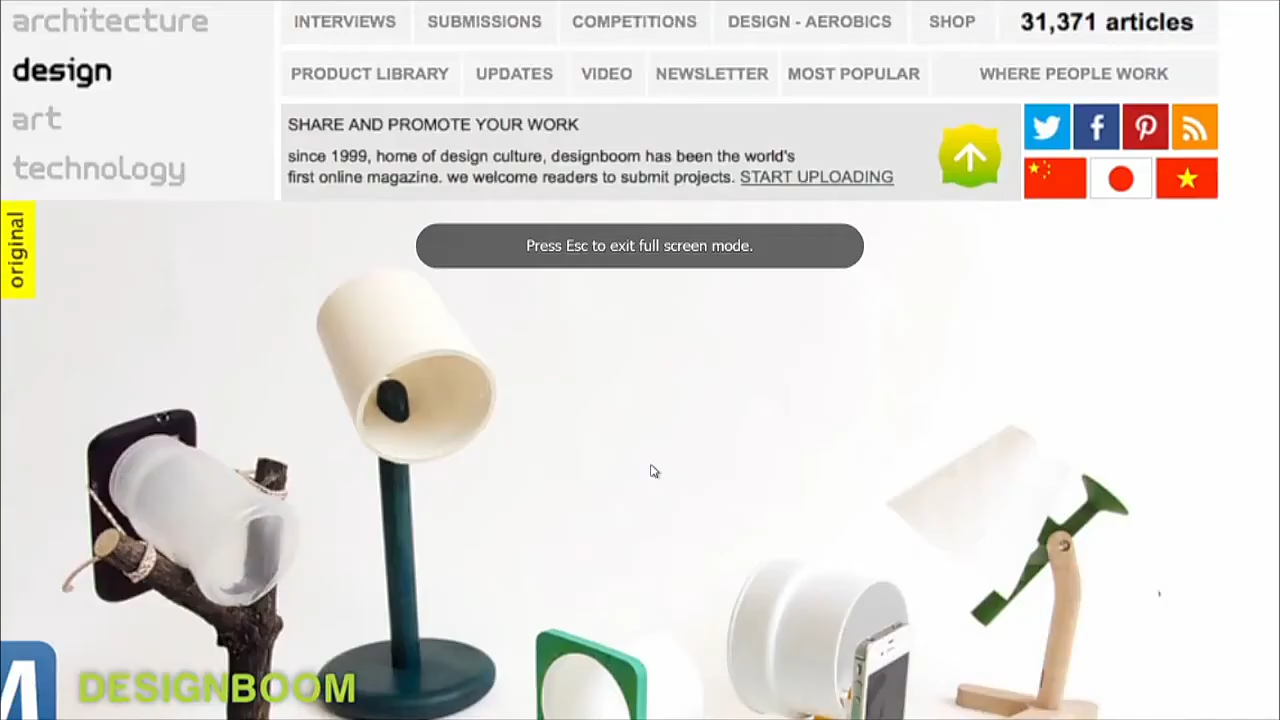 architecture
INTERVIEWS SUBMISSIONS COMPETITIONS DESIGN - AEROBICS SHOP 31,371 articles
design
PRODUCT LIBRARY UPDATES VIDEO NEWSLETTER MOST POPULAR WHERE PEOPLE WORK
art
SHARE AND PROMOTE YOUR WORK
since 1999, home of design culture, designboom has been the world's
first online magazine. we welcome readers to submit projects. START UPLOADING
technology
original
Press Esc to exit full screen mode.
DESIGNBOOM